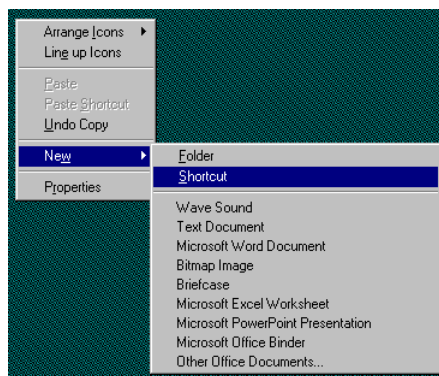 Arrange Icons
Line up Icons
Paste
Paste Shortcut
Undo Copy
New
Properties
Folder
Shortcut
Wave Sound
Text Document
Microsoft Word Document
Bitmap Image
Briefcase
Microsoft Excel Worksheet
Microsoft PowerPoint Presentation
Microsoft Office Binder
Other Office Documents...